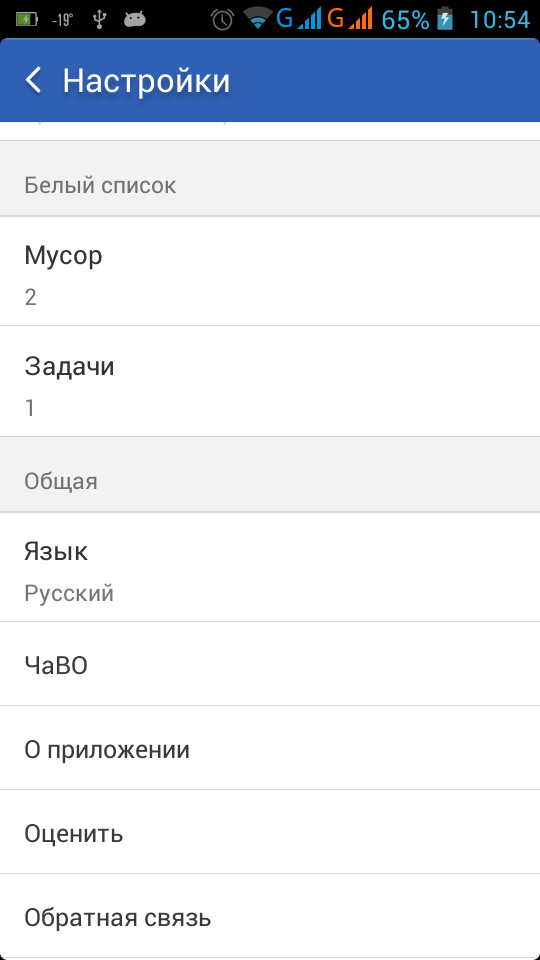 -19° G G 65% 10:54
Настройки
Белый список
Мусор
2
Задачи
1
Общая
Язык
Русский
ЧаВО
О приложении
Оценить
Обратная связь